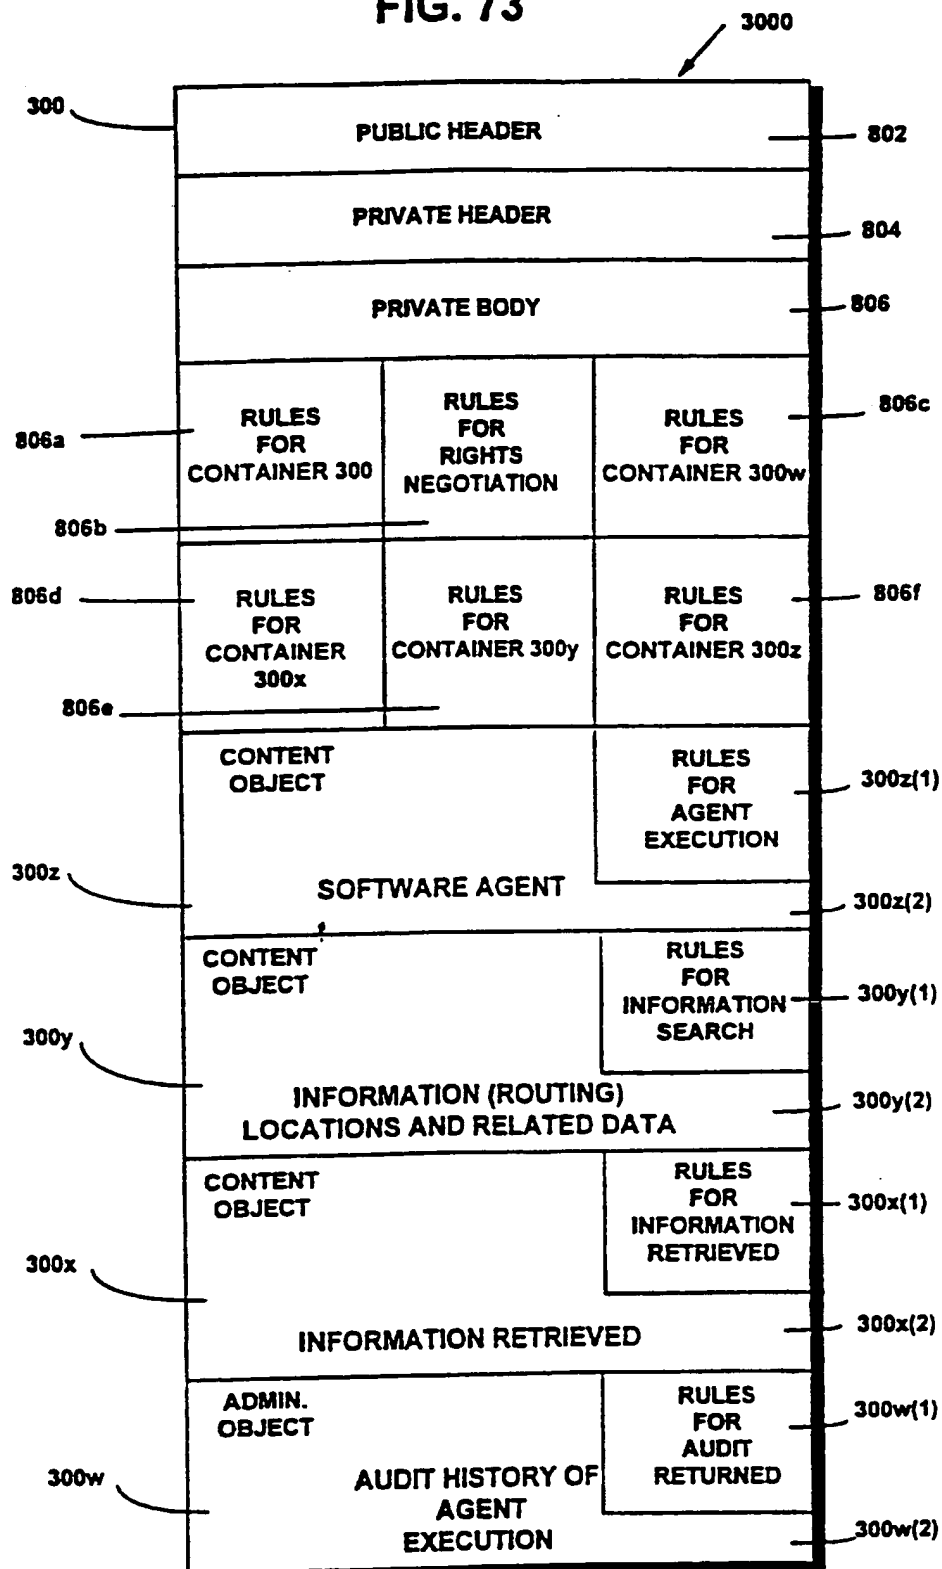 FIG. 73
3000
300
PUBLIC HEADER
802
PRIVATE HEADER
804
PRIVATE BODY
806
806a
RULES
FOR
CONTAINER 300
806b
RULES
FOR
RIGHTS
NEGOTIATION
RULES
FOR
CONTAINER 300w
806c
806d
RULES
FOR
CONTAINER
300x
806e
RULES
FOR
CONTAINER 300y
RULES
FOR
CONTAINER 300z
806f
CONTENT
OBJECT
RULES
FOR
AGENT
EXECUTION
300z(1)
300z
SOFTWARE AGENT
300z(2)
CONTENT
OBJECT
RULES
FOR
INFORMATION
SEARCH
300y(1)
300y
INFORMATION (ROUTING)
LOCATIONS AND RELATED DATA
300y(2)
CONTENT
OBJECT
RULES
FOR
INFORMATION
RETRIEVED
300x(1)
300x
INFORMATION RETRIEVED
300x(2)
ADMIN.
OBJECT
RULES
FOR
AUDIT
RETURNED
300w(1)
300w
AUDIT HISTORY OF
AGENT
EXECUTION
300w(2)